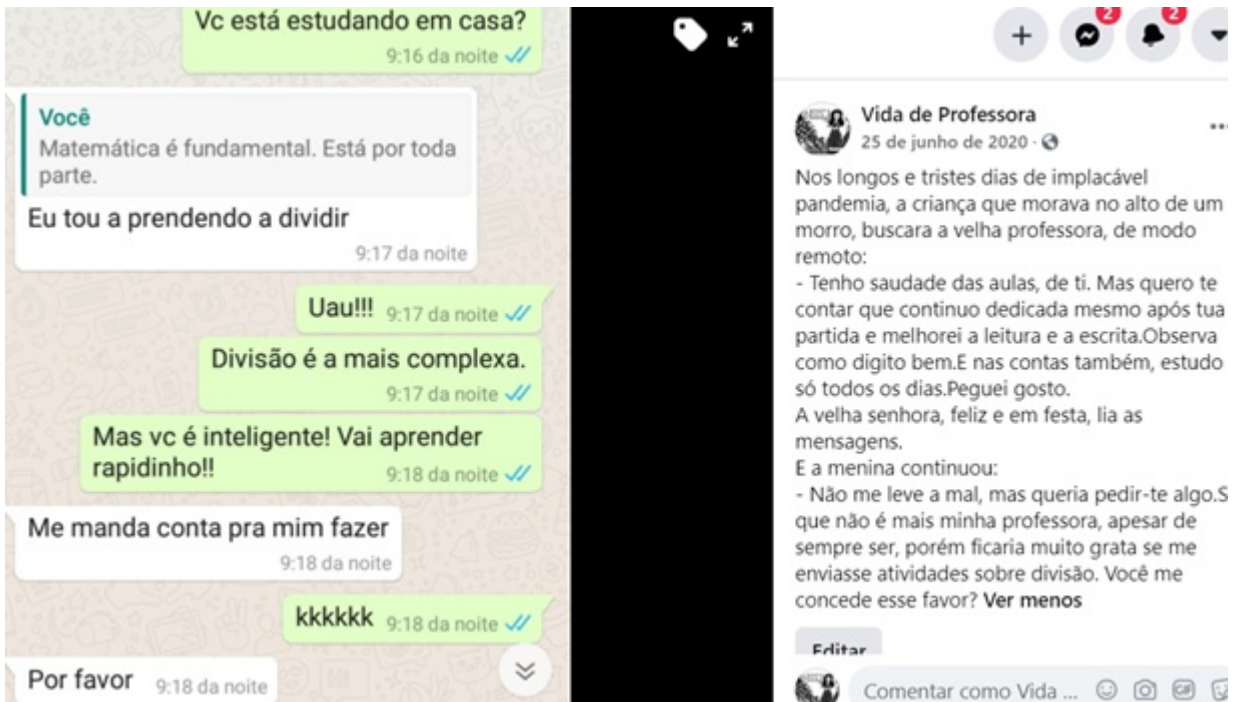 Vc está estudando em casa?
9:16 da noite
Você
Matemática é fundamental. Está por toda
parte.
Eu tou a prendendo a dividir
9:17 da noite
Uau!!! 9:17 da noite
Divisão é a mais complexa.
9:17 da noite
Mas vc é inteligente! Vai aprender
rapidinho!! 9:18 da noite
Me manda conta pra mim fazer
9:18 da noite
kkkkkk 9:18 da noite
Por favor 9:18 da noite
2 2
Vida de Professora
25 de junho de 2020 ·
Nos longos e tristes dias de implacável
pandemia, a criança que morava no alto de um
morro, buscara a velha professora, de modo
remoto:
- Tenho saudade das aulas, de ti. Mas quero te
contar que continuo dedicada mesmo após tua
partida e melhorei a leitura e a escrita.Observa
como digito bem.E nas contas também, estudo
só todos os dias.Peguei gosto.
A velha senhora, feliz e em festa, lia as
mensagens.
E a menina continuou:
- Não me leve a mal, mas queria pedir-te algo.S
que não é mais minha professora, apesar de
sempre ser, porém ficaria muito grata se me
enviasse atividades sobre divisão. Você me
concede esse favor? Ver menos
Editar
Comentar como Vida ... GIF